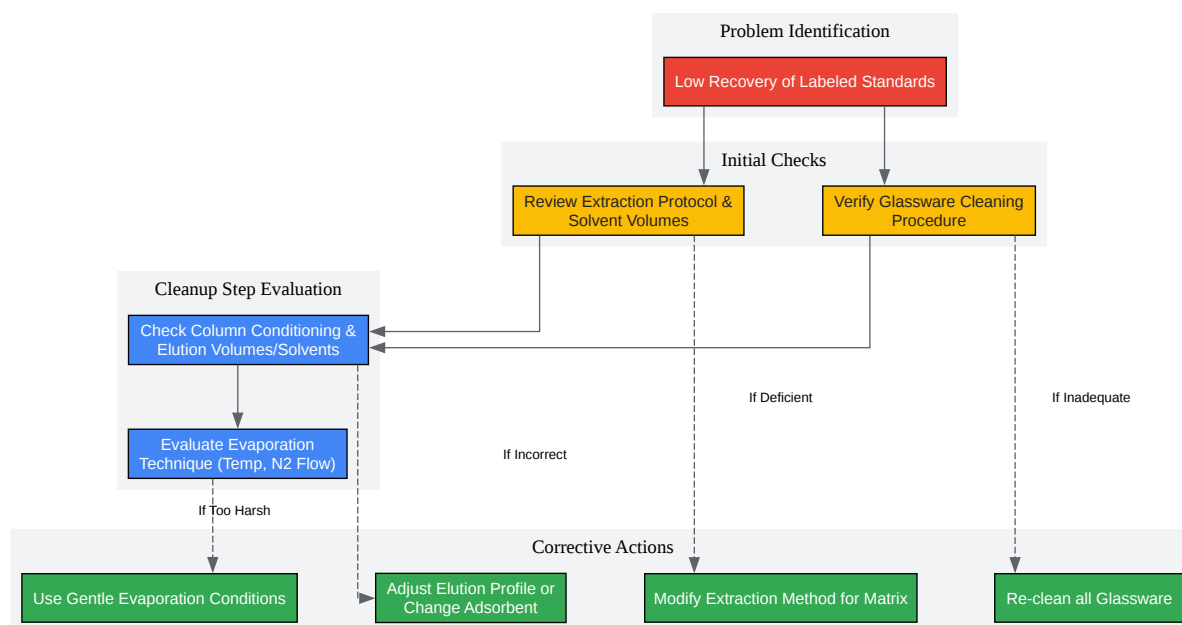 Problem Identification
Low Recovery of Labeled Standards
Initial Checks
Review Extraction Protocol &
Solvent Volumes
Verify Glassware Cleaning
Procedure
Cleanup Step Evaluation
Check Column Conditioning &
Elution Volumes/Solvents
If Deficient
If Inadequate
Evaluate Evaporation
Technique (Temp, N2 Flow)
If Incorrect
If Too Harsh
Corrective Actions
Use Gentle Evaporation Conditions
Adjust Elution Profile or
Change Adsorbent
Modify Extraction Method for Matrix
Re-clean all Glassware